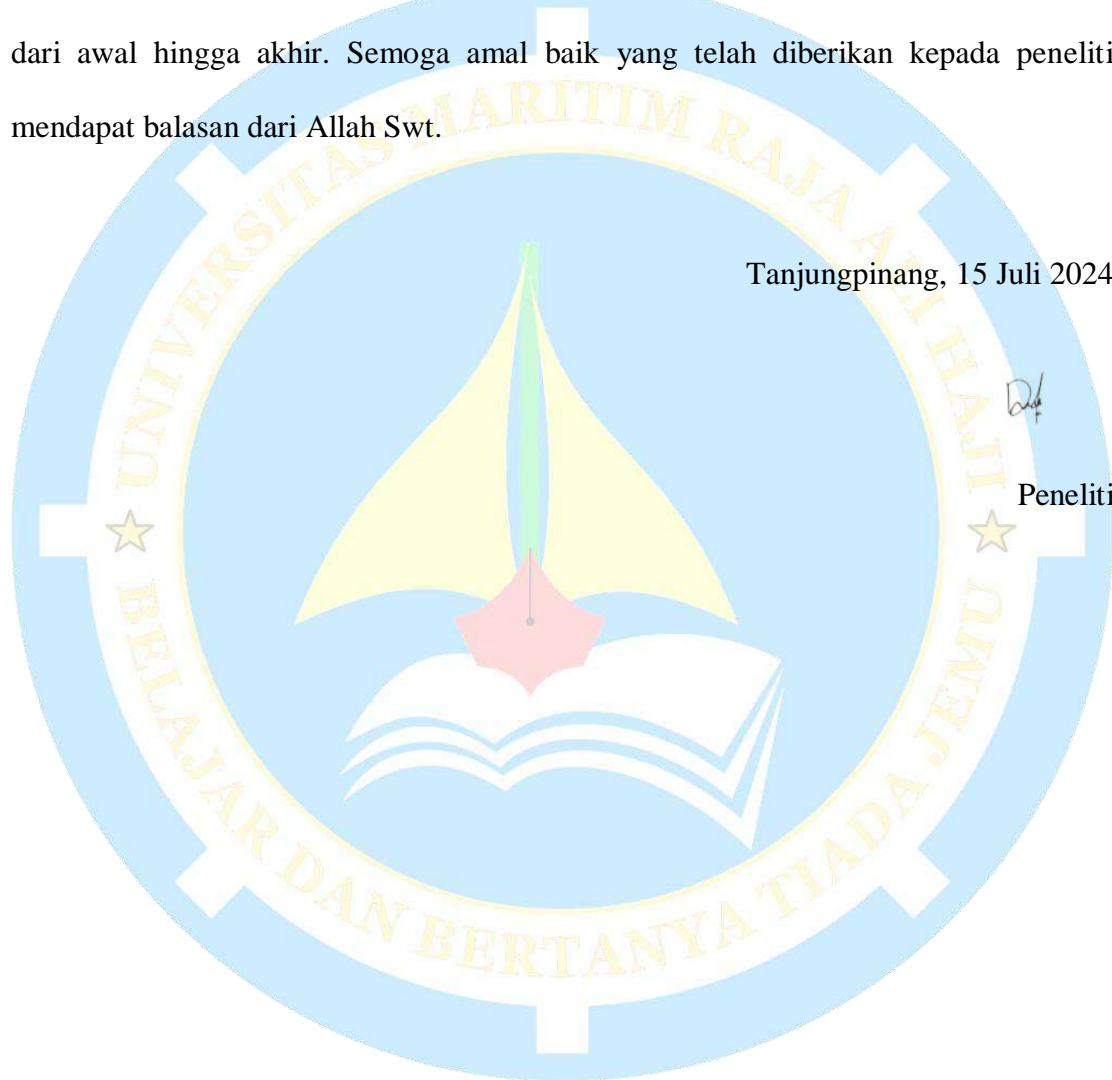 dari awal hingga akhir. Semoga amal baik yang telah diberikan kepada peneliti
mendapat balasan dari Allah Swt.
UNIVERSITAS MARITIM RAJA ALI HAJI
Tanjungpinang, 15 Juli 2024
Peneliti
BELAJAR DAN BERTANYA TIADA JEMU